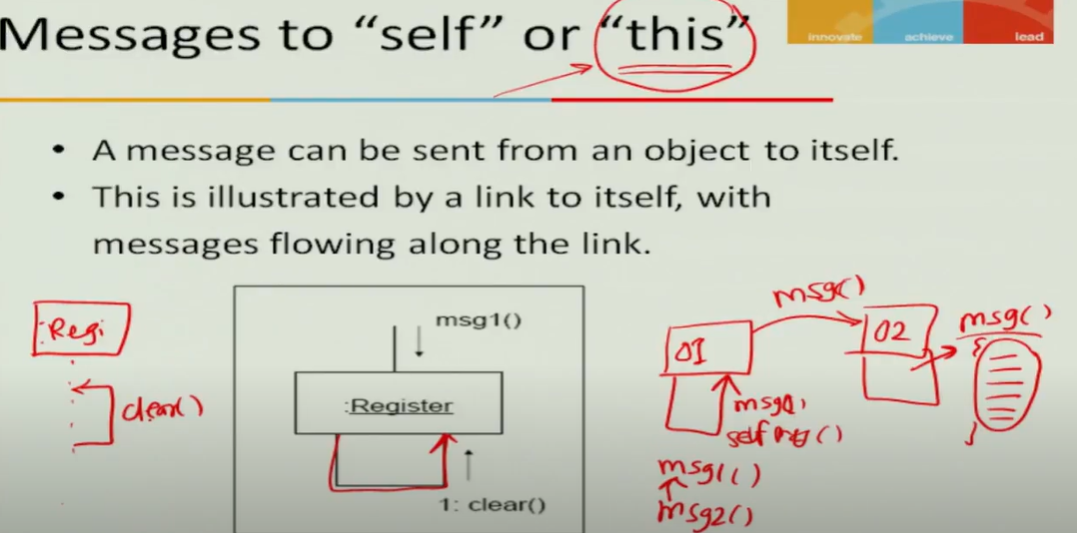 Messages to “self” or “this”
innovate achieve lead
• A message can be sent from an object to itself.
• This is illustrated by a link to itself, with
messages flowing along the link.
:Regi
clear()
msg1()
:Register
1: clear()
msg()
O1
O2
msg()
{
}
self
msg1()
msg2()